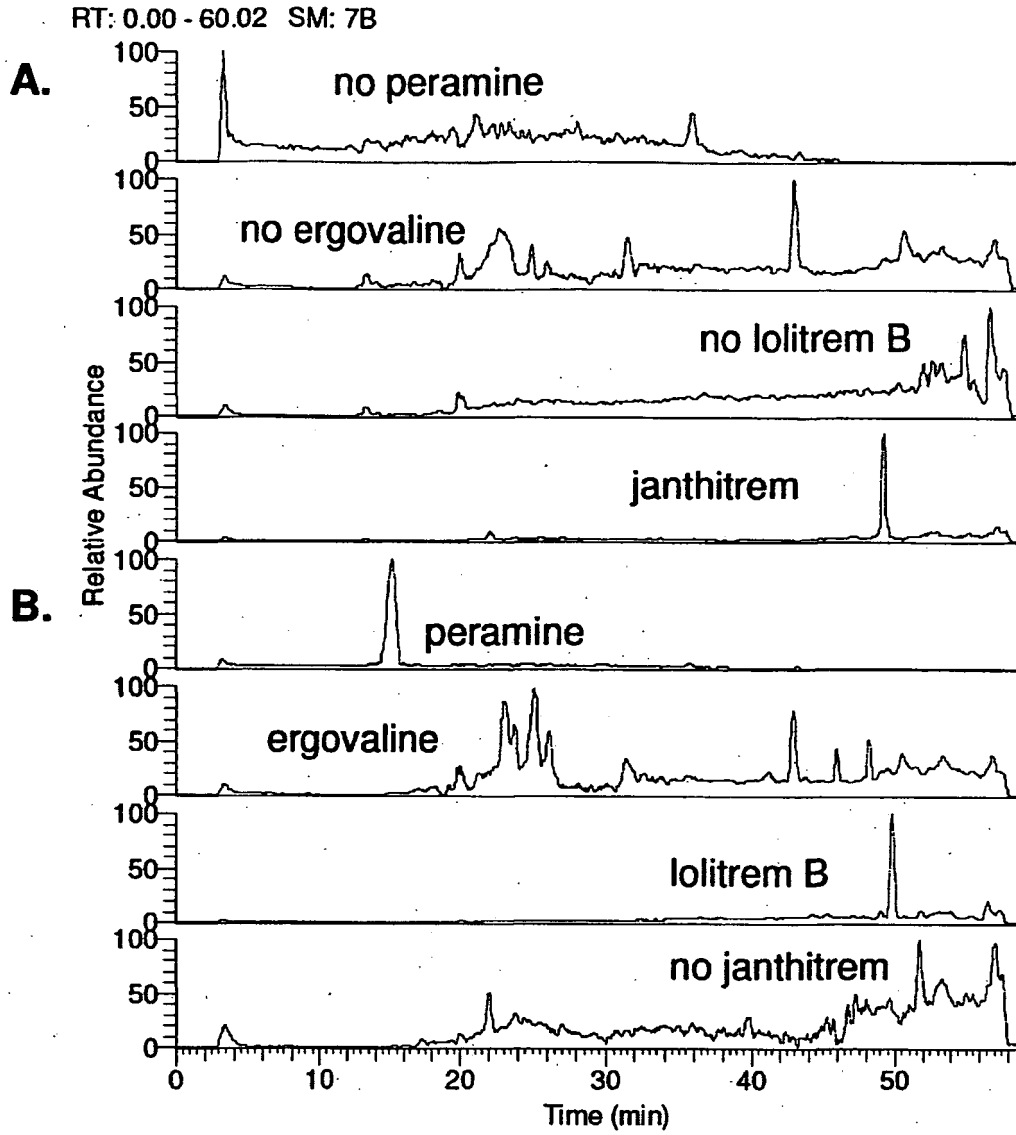 RT: 0.00 - 60.02 SM: 7B
A.
100
50
0
no peramine
100
50
0
no ergovaline
100
50
0
no lolitrem B
100
50
0
janthitrem
Relative Abundance
B.
100
50
0
peramine
100
50
0
ergovaline
100
50
0
lolitrem B
100
50
0
no janthitrem
0 10 20 30 40 50
Time (min)